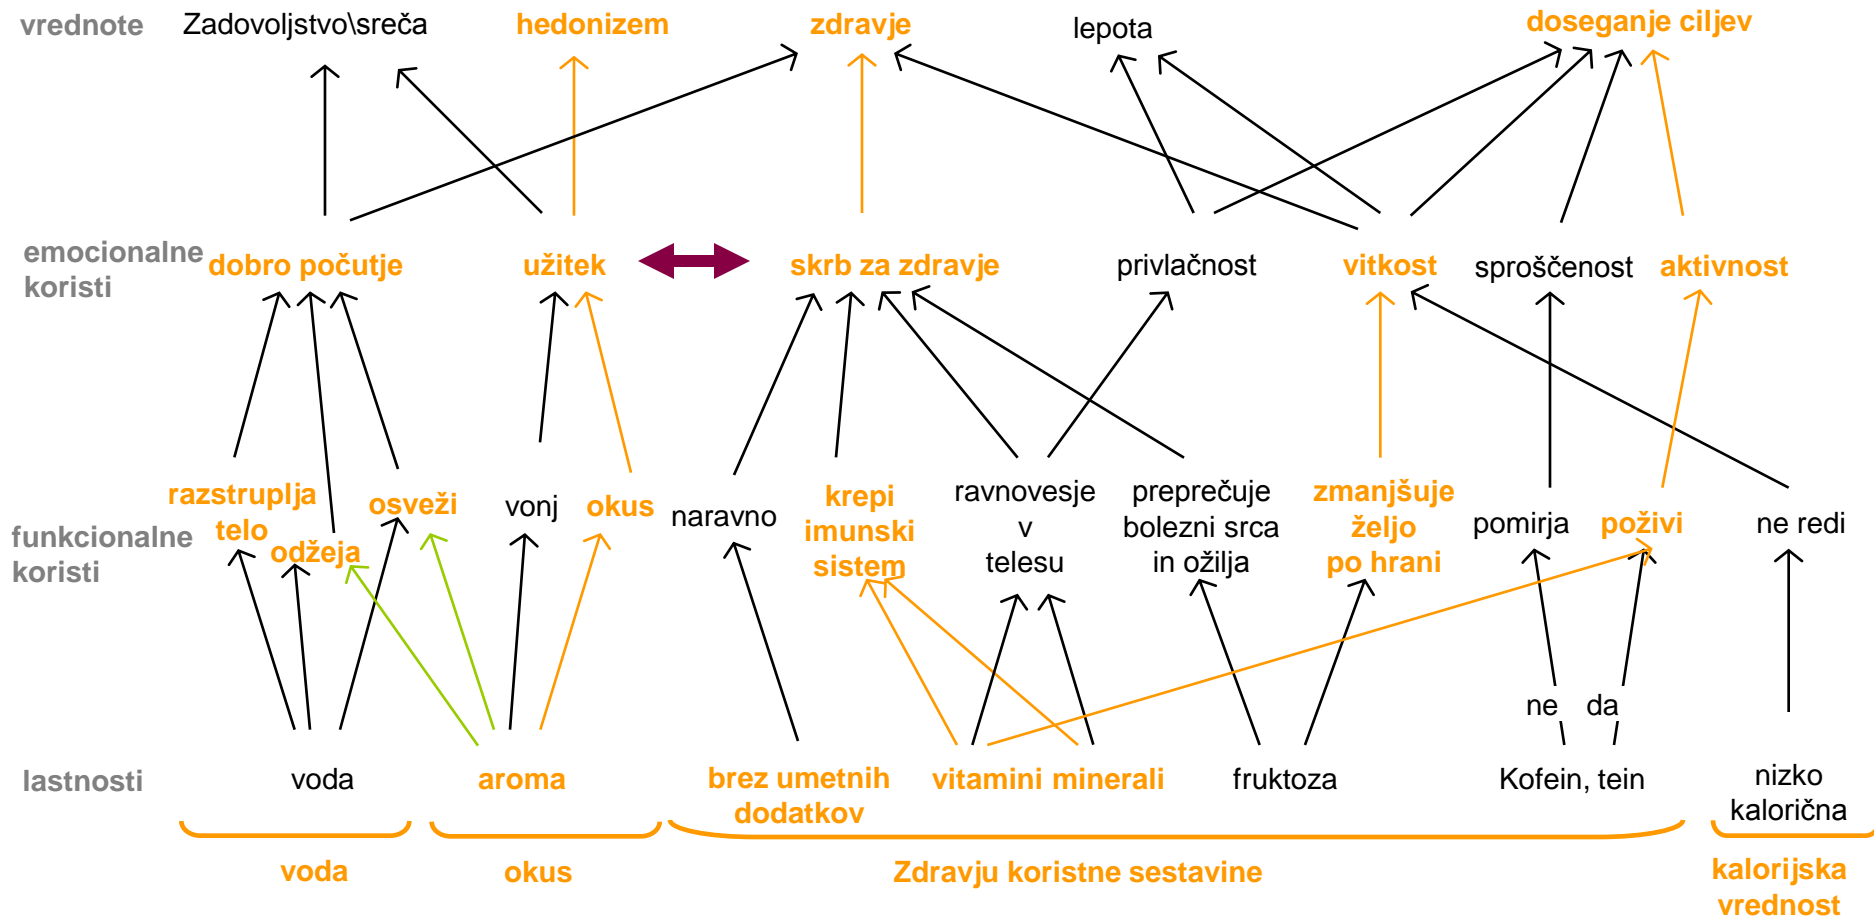 vrednote
Zadovoljstvo\sreča
hedonizem
zdravje
lepota
doseganje ciljev
emocionalne
koristi
dobro počutje
užitek
skrb za zdravje
privlačnost
vitkost
sproščenost
aktivnost
funkcionalne
koristi
razstruplja
telo
odžeja
osveži
vonj
okus
naravno
krepi
imunski
sistem
ravnovesje
v
telesu
preprečuje
bolezni srca
in ožilja
zmanjšuje
željo
po hrani
pomirja
poživi
ne redi
ne
da
lastnosti
voda
aroma
brez umetnih
dodatkov
vitamini minerali
fruktoza
Kofein, tein
nizko
kalorična
voda
okus
Zdravju koristne sestavine
kalorijska
vrednost